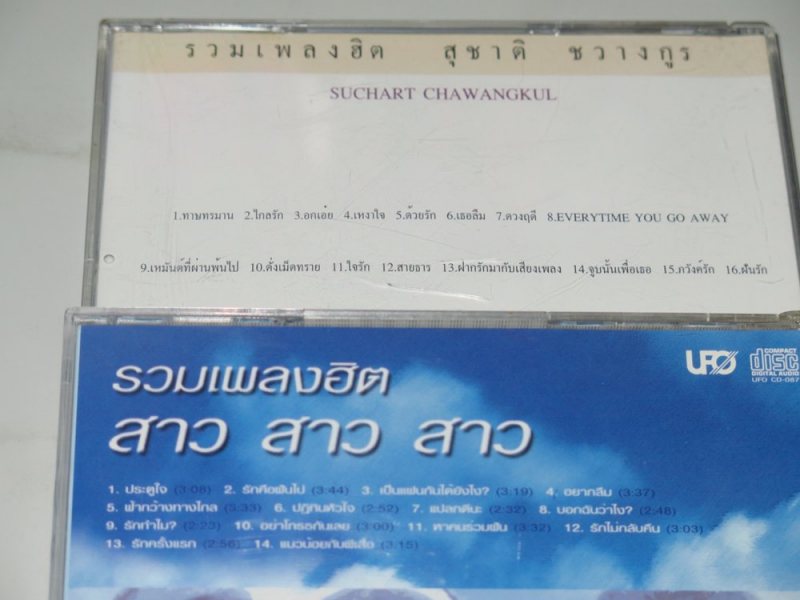 รวมเพลงฮิต สุชาติ ชวางกูร
SUCHART CHAWANGKUL
1.ทาษทรมาน 2.ไกลรัก 3.อกเอ๋ย 4.เหงาใจ 5.ด้วยรัก 6.เธอลืม 7.ดวงฤดี 8.EVERYTIME YOU GO AWAY
9.เหมันต์ที่ผ่านพ้นไป 10.ดั่งเม็ดทราย 11.ใจรัก 12.สายธาร 13.ฝากรักมากับเสียงเพลง 14.จูบนั้นเพื่อเธอ 15.ภวังค์รัก 16.ฝันรัก
UFO COMPACT disc DIGITAL AUDIO
UFO CD-087
รวมเพลงฮิต
สาว สาว สาว
1. ประตูใจ (3:08) 2. รักคือฝันไป (3:44) 3. เป็นแฟนกันได้ยังไง? (3:19) 4. อยากลืม (3:37)
5. ฟ้ากว้างทางไกล (3:33) 6. ปฏิทินหัวใจ (2:52) 7. แปลกดีนะ (2:32) 8. บอกฉันว่าไง? (2:48)
9. รักทำไม? (2:23) 10. อย่าโกรธกันเลย (3:00) 11. หาคนร่วมฝัน (3:32) 12. รักไม่กลับคืน (3:03)
13. รักครั้งแรก (2:56) 14. แมวน้อยกับผีเสื้อ (3:15)